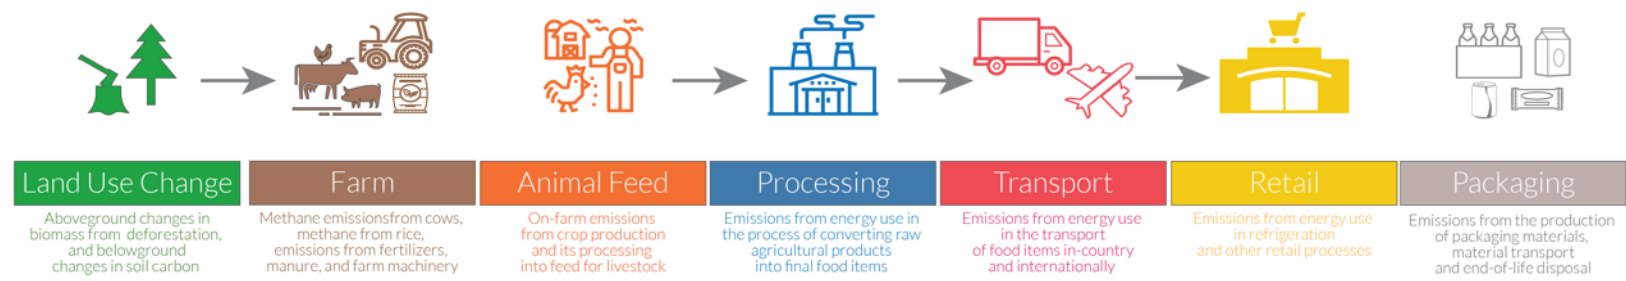 Land Use Change
Aboveground changes in
biomass from deforestation,
and belowground
changes in soil carbon
Farm
Methane emissionsfrom cows,
methane from rice,
emissions from fertilizers,
manure, and farm machinery
Animal Feed
On-farm emissions
from crop production
and its processing
into feed for livestock
Processing
Emissions from energy use in
the process of converting raw
agricultural products
into final food items
Transport
Emissions from energy use
in the transport
of food items in-country
and internationally
Retail
Emissions from energy use
in refrigeration
and other retail processes
Packaging
Emissions from the production
of packaging materials,
material transport
and end-of-life disposal